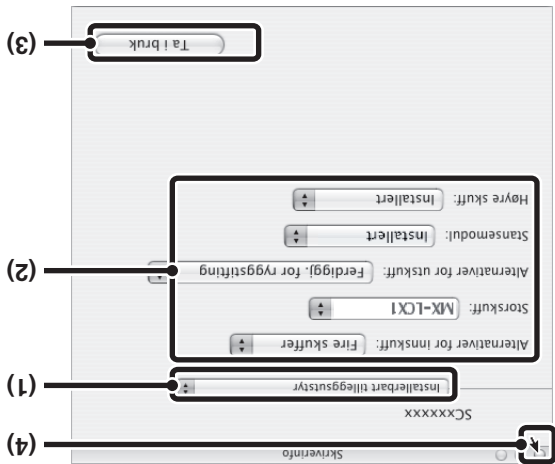 Skriverinfo
(4)
SCxxxxxx
Installerbart tilleggsutstyr
(1)
Alternativer for innskuff: Fire skuffer
Storskuff: MX-LCX1
Alternativer for utskuff: Ferdiggj. for ryggstifting
(2)
Stansemodul: Installert
Høyre skuff: Installert
Ta i bruk
(3)